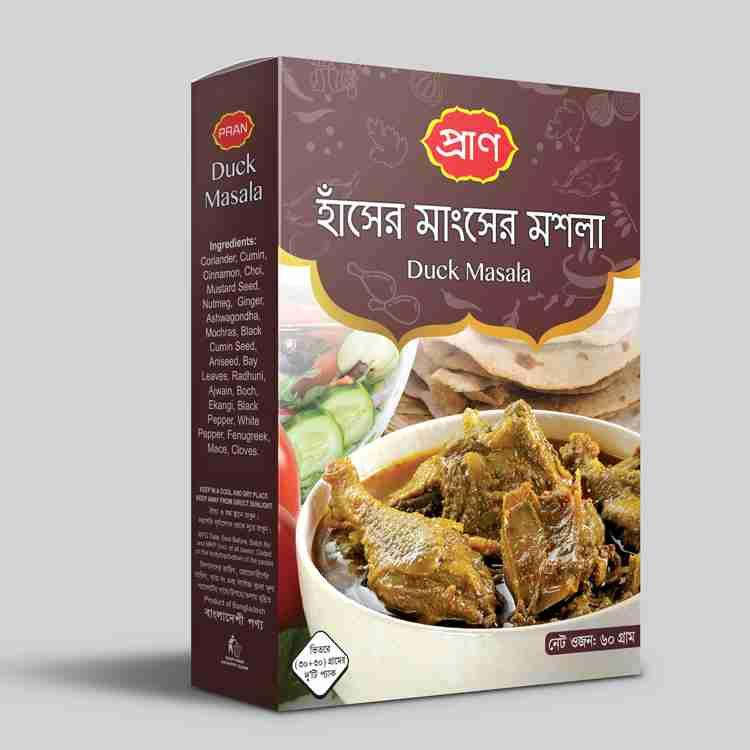 PRAN
Duck
Masala
Ingredients:
Coriander, Cumin,
Cinnamon, Choi,
Mustard Seed,
Nutmeg, Ginger,
Ashwagondha,
Mochras, Black
Cumin Seed,
Aniseed, Bay
Leaves, Radhuni,
Ajwain, Boch,
Ekangi, Black
Pepper, White
Pepper, Fenugreek,
Mace, Cloves.
KEEP IN A COOL AND DRY PLACE
KEEP AWAY FROM DIRECT SUNLIGHT
Product of Bangladesh
বাংলাদেশী পণ্য
প্রাণ
হাঁসের মাংসের মশলা
Duck Masala
ভিতরে
(৩০+৩০) গ্রামের
দু'টি প্যাক
নেট ওজন: ৬০ গ্রাম